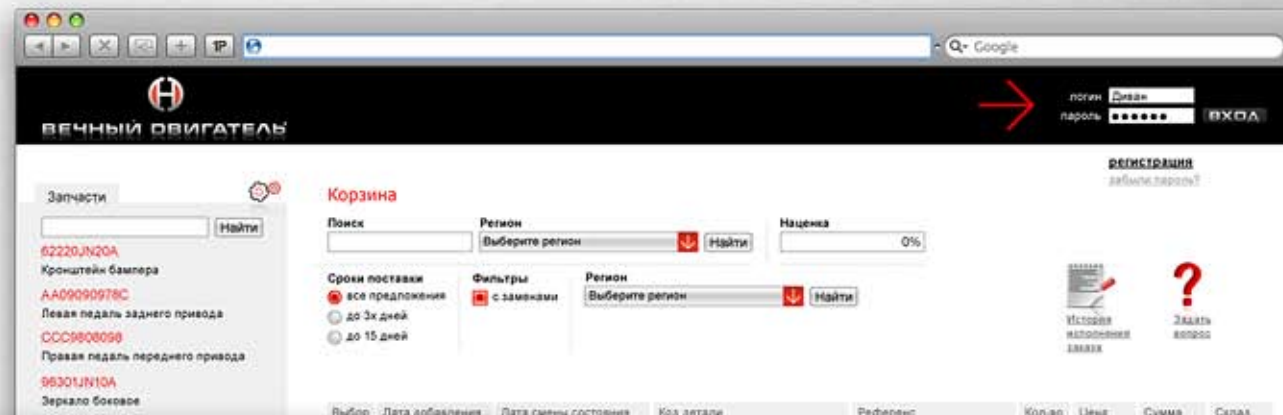 1P
Google
ВЕЧНЫЙ ДВИГАТЕЛЬ
логин Диван
пароль
ВХОД
регистрация
забыли пароль?
Запчасти
Найти
62220JN20A
Кронштейн бампера
AA09090978C
Левая педаль заднего привода
CCC9808098
Правая педаль переднего привода
96301JN10A
Зеркало боковое
Корзина
Поиск
Регион
Наценка
Выберите регион
Найти
0%
Сроки поставки
Фильтры
Регион
все предложения
с заменами
Выберите регион
Найти
до 3х дней
до 15 дней
История
исполнения
заказа
Задать
вопрос
Выбор Дата добавления Дата смены состояния Код детали Референс Кол-во Цена Сумма Склад